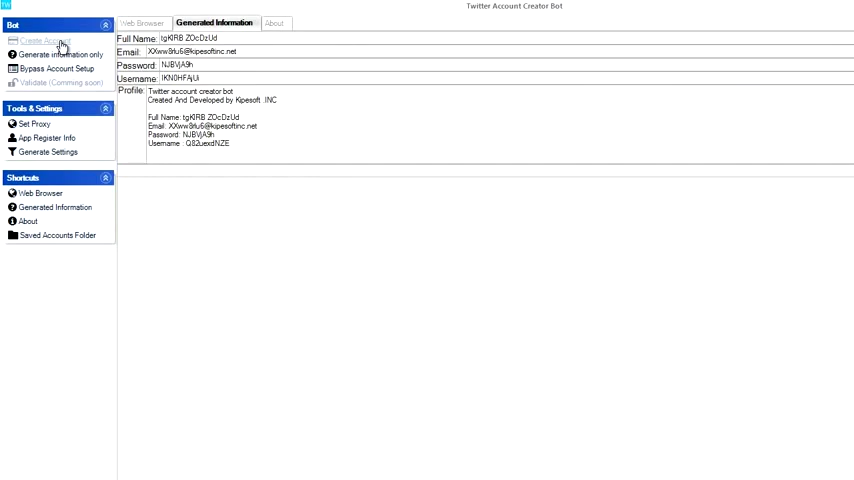 TW
Twitter Account Creator Bot
Bot
Create Account
Generate information only
Bypass Account Setup
Validate (Comming soon)
Tools & Settings
Set Proxy
App Register Info
Generate Settings
Shortcuts
Web Browser
Generated Information
About
Saved Accounts Folder
Web Browser Generated Information About
Full Name: tgKIRB ZOcDzUd
Email: XXww8rlu6@kipesoftinc.net
Password: NJBVjA9h
Username: IKN0HFAjUi
Profile: Twitter account creator bot
Created And Developed by Kipesoft .INC
Full Name: tgKIRB ZOcDzUd
Email: XXww8rlu6@kipesoftinc.net
Password: NJBVjA9h
Username : Q82uexdNZE